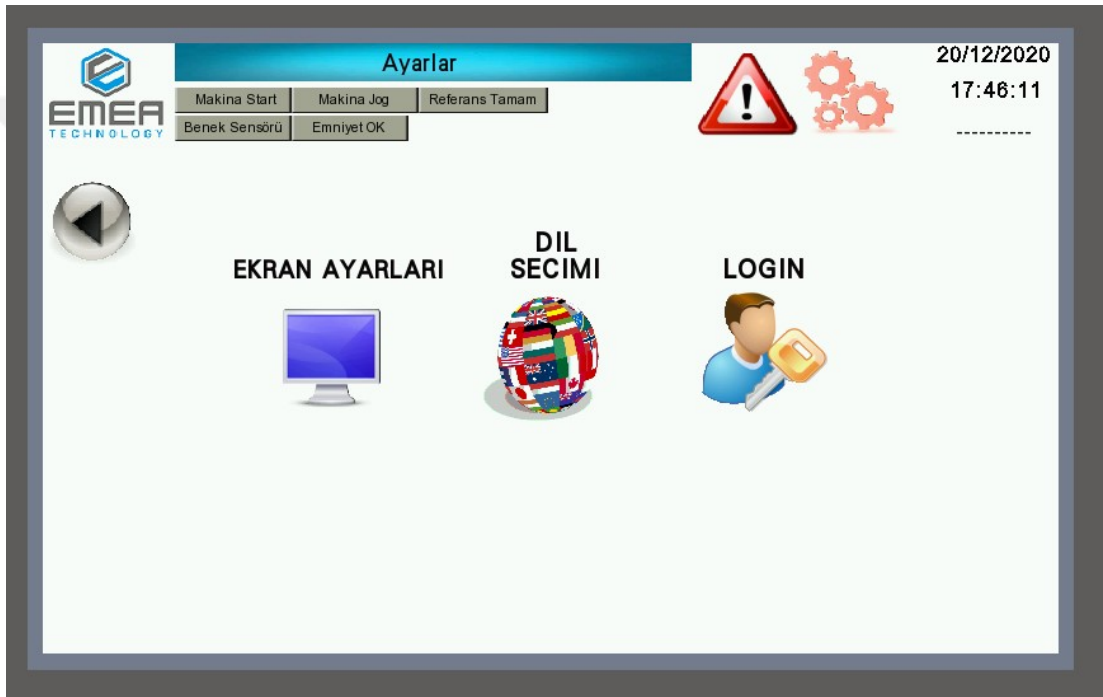 EMEA
TECHNOLOGY
Ayarlar
Makina Start Makina Jog Referans Tamam
Benek Sensörü Emniyet OK
20/12/2020
17:46:11
----------
EKRAN AYARLARI
DIL
SECIMI
LOGIN